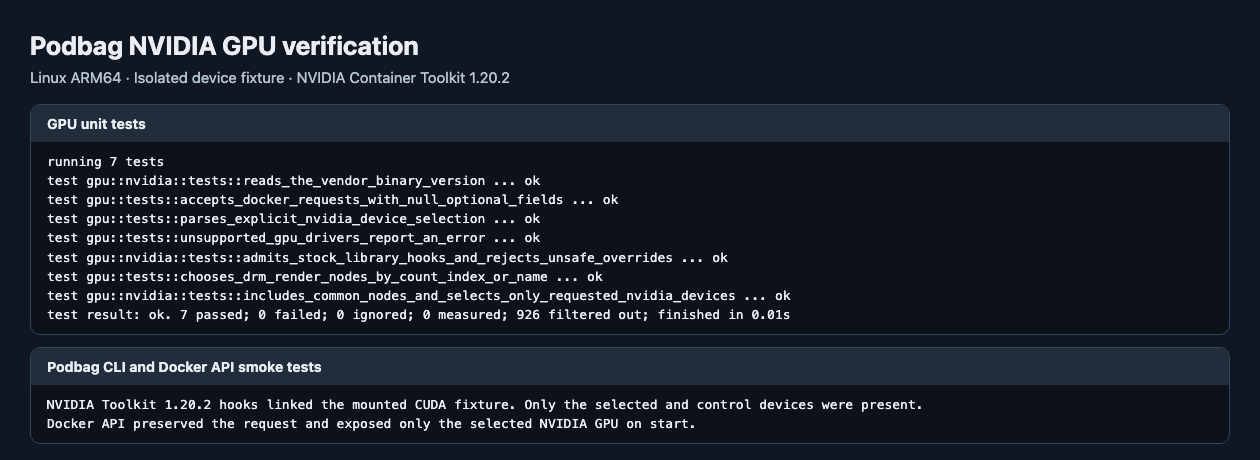 Podbag NVIDIA GPU verification
Linux ARM64 · Isolated device fixture · NVIDIA Container Toolkit 1.20.2
GPU unit tests
running 7 tests
test gpu::nvidia::tests::reads_the_vendor_binary_version ... ok
test gpu::tests::accepts_docker_requests_with_null_optional_fields ... ok
test gpu::tests::parses_explicit_nvidia_device_selection ... ok
test gpu::tests::unsupported_gpu_drivers_report_an_error ... ok
test gpu::nvidia::tests::admits_stock_library_hooks_and_rejects_unsafe_overrides ... ok
test gpu::tests::chooses_drm_render_nodes_by_count_index_or_name ... ok
test gpu::nvidia::tests::includes_common_nodes_and_selects_only_requested_nvidia_devices ... ok
test result: ok. 7 passed; 0 failed; 0 ignored; 0 measured; 926 filtered out; finished in 0.01s
Podbag CLI and Docker API smoke tests
NVIDIA Toolkit 1.20.2 hooks linked the mounted CUDA fixture. Only the selected and control devices were present.
Docker API preserved the request and exposed only the selected NVIDIA GPU on start.